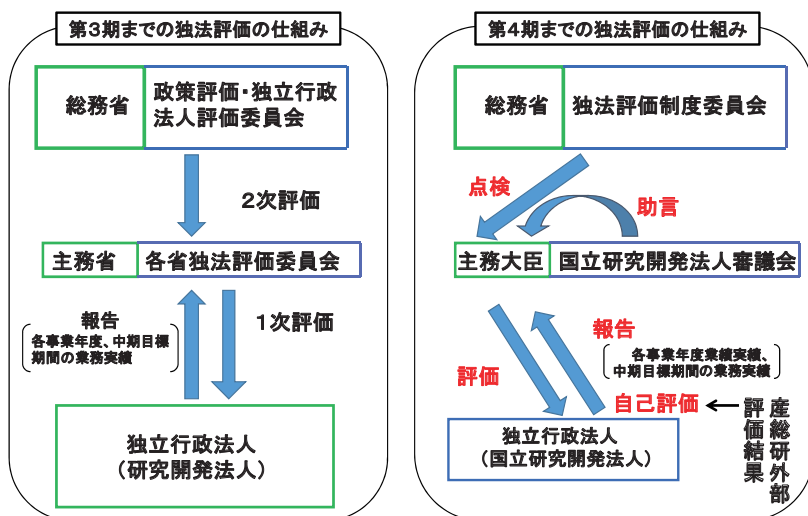 第3期までの独法評価の仕組み
総務省
政策評価・独立行政
法人評価委員会
2次評価
主務省
各省独法評価委員会
報告
各事業年度、中期目標
期間の業務実績
1次評価
独立行政法人
(研究開発法人)
第4期までの独法評価の仕組み
総務省
独法評価制度委員会
点検
助言
主務大臣
国立研究開発法人審議会
報告
各事業年度業績実績、
中期目標期間の業務実績
評価
自己評価
産総研外部
評価結果
独立行政法人
(国立研究開発法人)